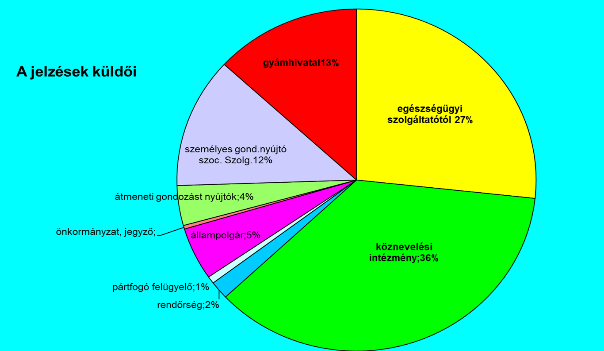 A jelzések küldői
gyámhivatal13%
egészségügyi
szolgáltatótól 27%
személyes gond.nyújtó
szoc. Szolg.12%
átmeneti gondozást nyújtók;4%
önkormányzat, jegyző;
állampolgár;5%
köznevelési
intézmény;36%
pártfogó felügyelő;1%
rendőrség;2%